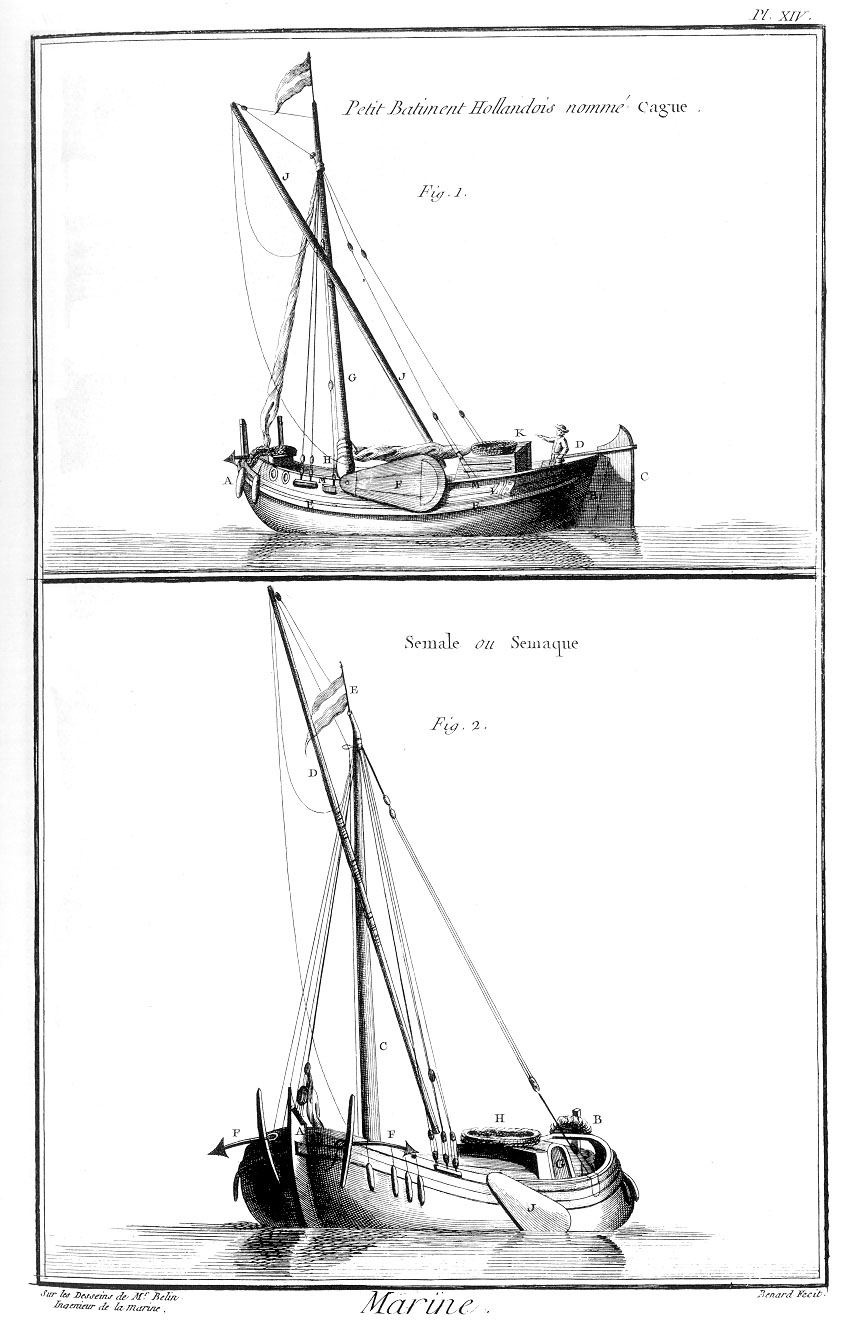 Pl. XIV.
Petit Batiment Hollandois nommé Cague.
Fig. 1.
J
G
J
K
D
H
A
F
M
C
B
E
E
Semale ou Semaque
Fig. 2.
E
D
C
H
B
P
A
F
G
J
Sur les Desseins de Mr. Belin
Ingenieur de la marine.
Marine.
Benard Fecit.